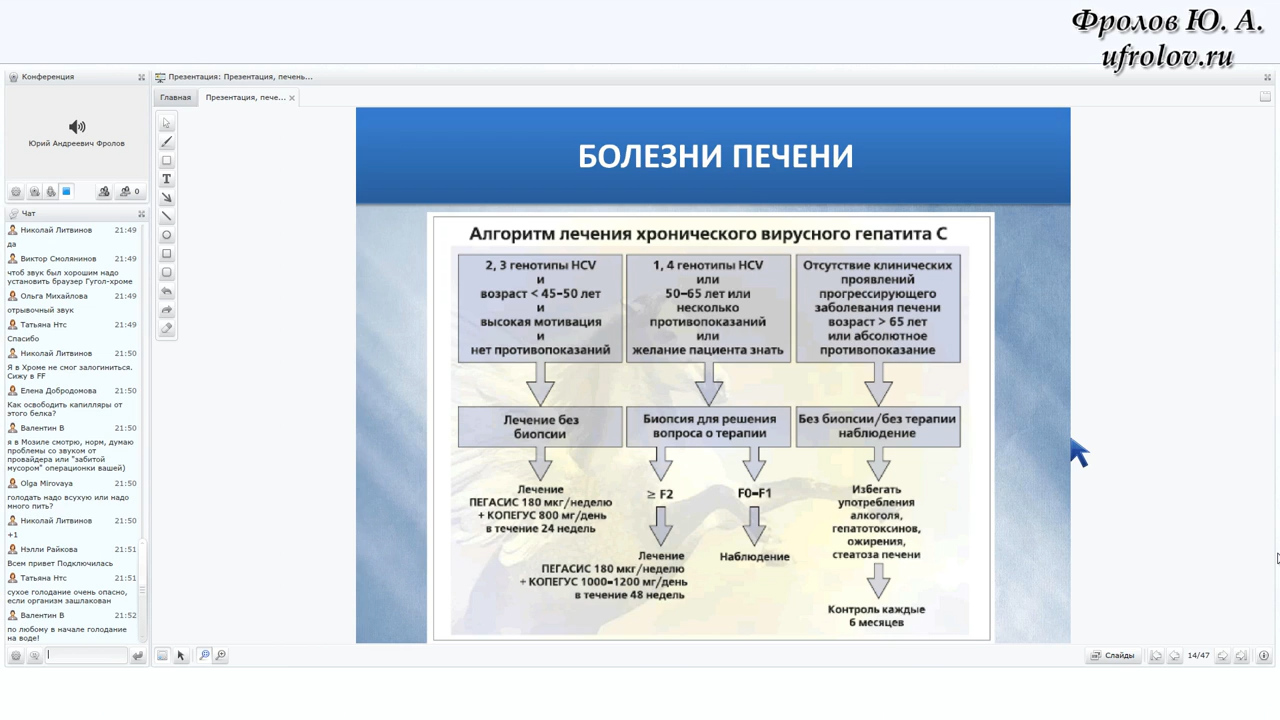 Фролов Ю. А.
ufrolov.ru
Конференция
Презентация: Презентация, печень...
Главная
Презентация, пече...
Юрий Андреевич Фролов
0
Чат
Николай Литвинов 21:49
да
Виктор Смолянинов 21:49
чтоб звук был хорошим надо
установить браузер Гугол-хроме
Ольга Михайлова 21:49
отрывочный звук
Татьяна Нтс 21:49
Спасибо
Николай Литвинов 21:50
Я в Хроме не смог залогиниться.
Сижу в FF
Елена Добродомова 21:50
Как освободить капилляры от
этого белка?
Валентин В 21:50
я в Мозиле смотрю, норм, думаю
проблемы со звуком от
провайдера или "забитой
мусором" операционки вашей)
Olga Mirovaya 21:50
голодать надо всухую или надо
много пить?
Николай Литвинов 21:50
+1
Нэлли Райкова 21:51
Всем привет Подключилась
Татьяна Нтс 21:51
сухое голодание очень опасно,
если организм зашлакован
Валентин В 21:52
по любому в начале голодание
на воде!
T
БОЛЕЗНИ ПЕЧЕНИ
Алгоритм лечения хронического вирусного гепатита С
2, 3 генотипы HCV
и
возраст < 45–50 лет
и
высокая мотивация
и
нет противопоказаний
1, 4 генотипы HCV
или
50–65 лет или
несколько
противопоказаний
или
желание пациента знать
Отсутствие клинических
проявлений
прогрессирующего
заболевания печени
возраст > 65 лет
или абсолютное
противопоказание
Лечение без
биопсии
Биопсия для решения
вопроса о терапии
Без биопсии/без терапии
наблюдение
Лечение
ПЕГАСИС 180 мкг/неделю
+ КОПЕГУС 800 мг/день
в течение 24 недель
≥ F2
F0=F1
Избегать
употребления
алкоголя,
гепатотоксинов,
ожирения,
стеатоза печени
Лечение
ПЕГАСИС 180 мкг/неделю
+ КОПЕГУС 1000=1200 мг/день
в течение 48 недель
Наблюдение
Контроль каждые
6 месяцев
Слайды
14/47